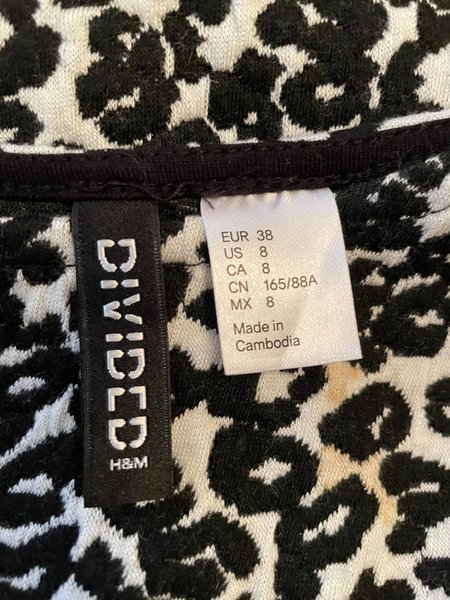 DIVIDED
H&M
EUR 38
US 8
CA 8
CN 165/88A
MX 8
Made in
Cambodia